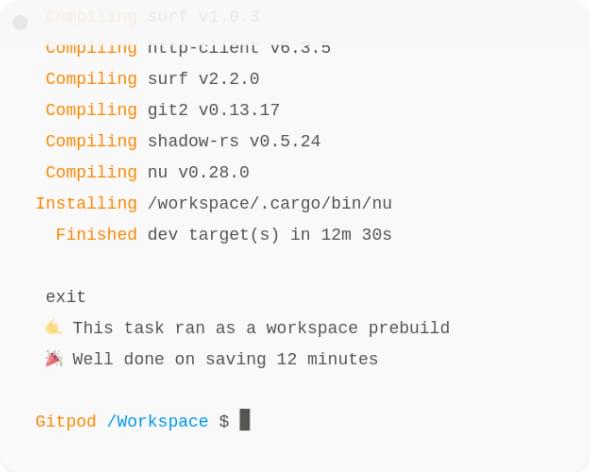 Compiling surf v1.0.3
Compiling http-client v6.3.5
Compiling surf v2.2.0
Compiling git2 v0.13.17
Compiling shadow-rs v0.5.24
Compiling nu v0.28.0
Installing /workspace/.cargo/bin/nu
Finished dev target(s) in 12m 30s
exit
🤙 This task ran as a workspace prebuild
🎉 Well done on saving 12 minutes
Gitpod /Workspace $